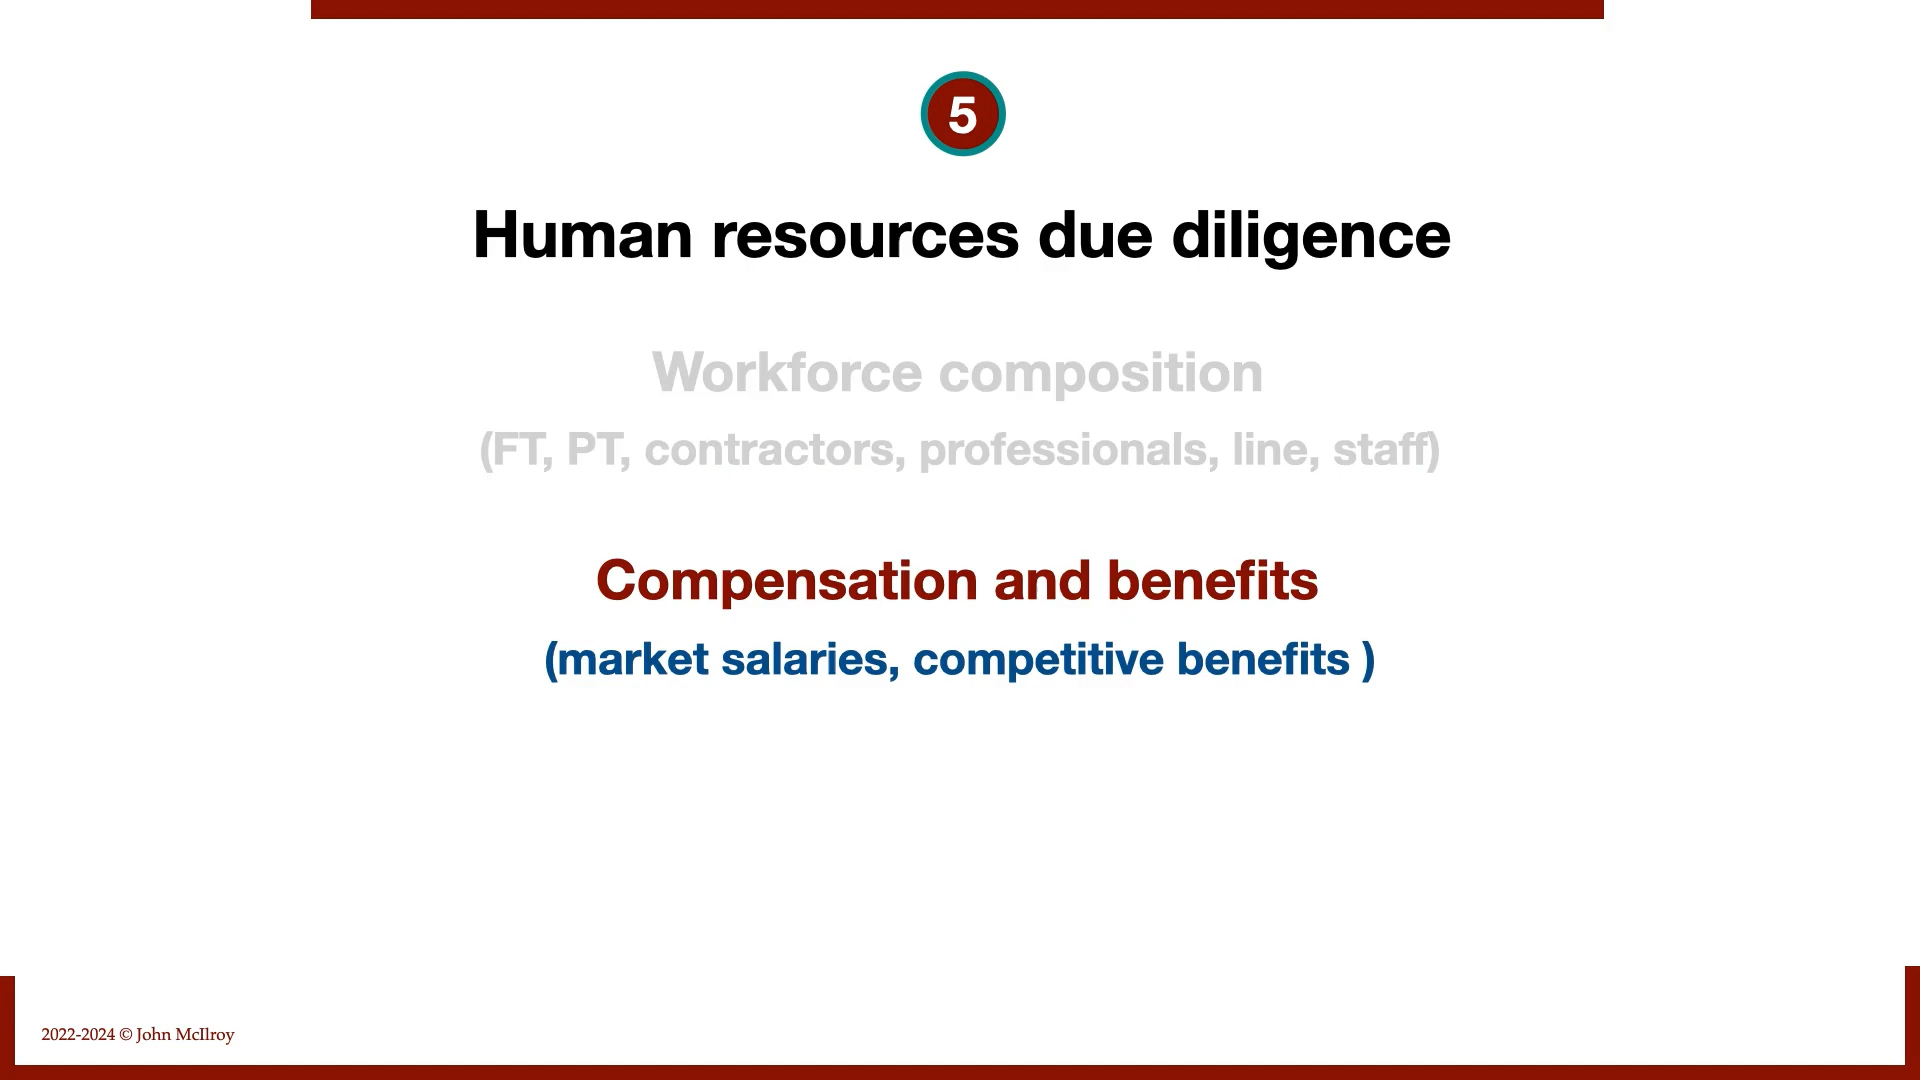 5
Human resources due diligence
Workforce composition
(FT, PT, contractors, professionals, line, staff)
Compensation and benefits
(market salaries, competitive benefits )
2022-2024 © John McIlroy